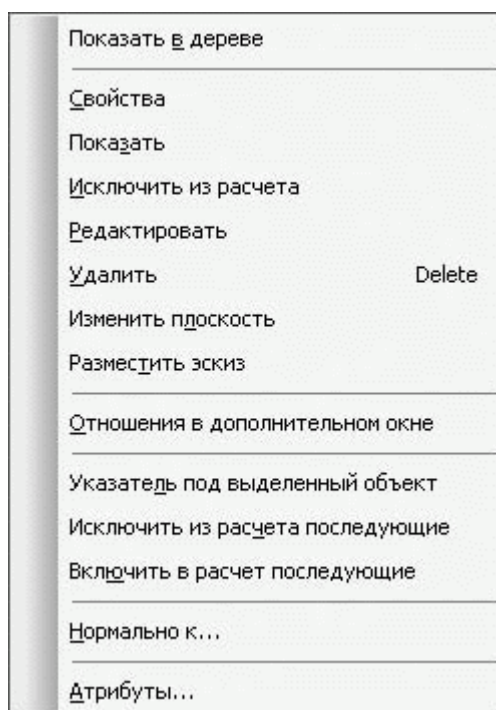 Показать в дереве
Свойства
Показать
Исключить из расчета
Редактировать
Удалить Delete
Изменить плоскость
Разместить эскиз
Отношения в дополнительном окне
Указатель под выделенный объект
Исключить из расчета последующие
Включить в расчет последующие
Нормально к...
Атрибуты...